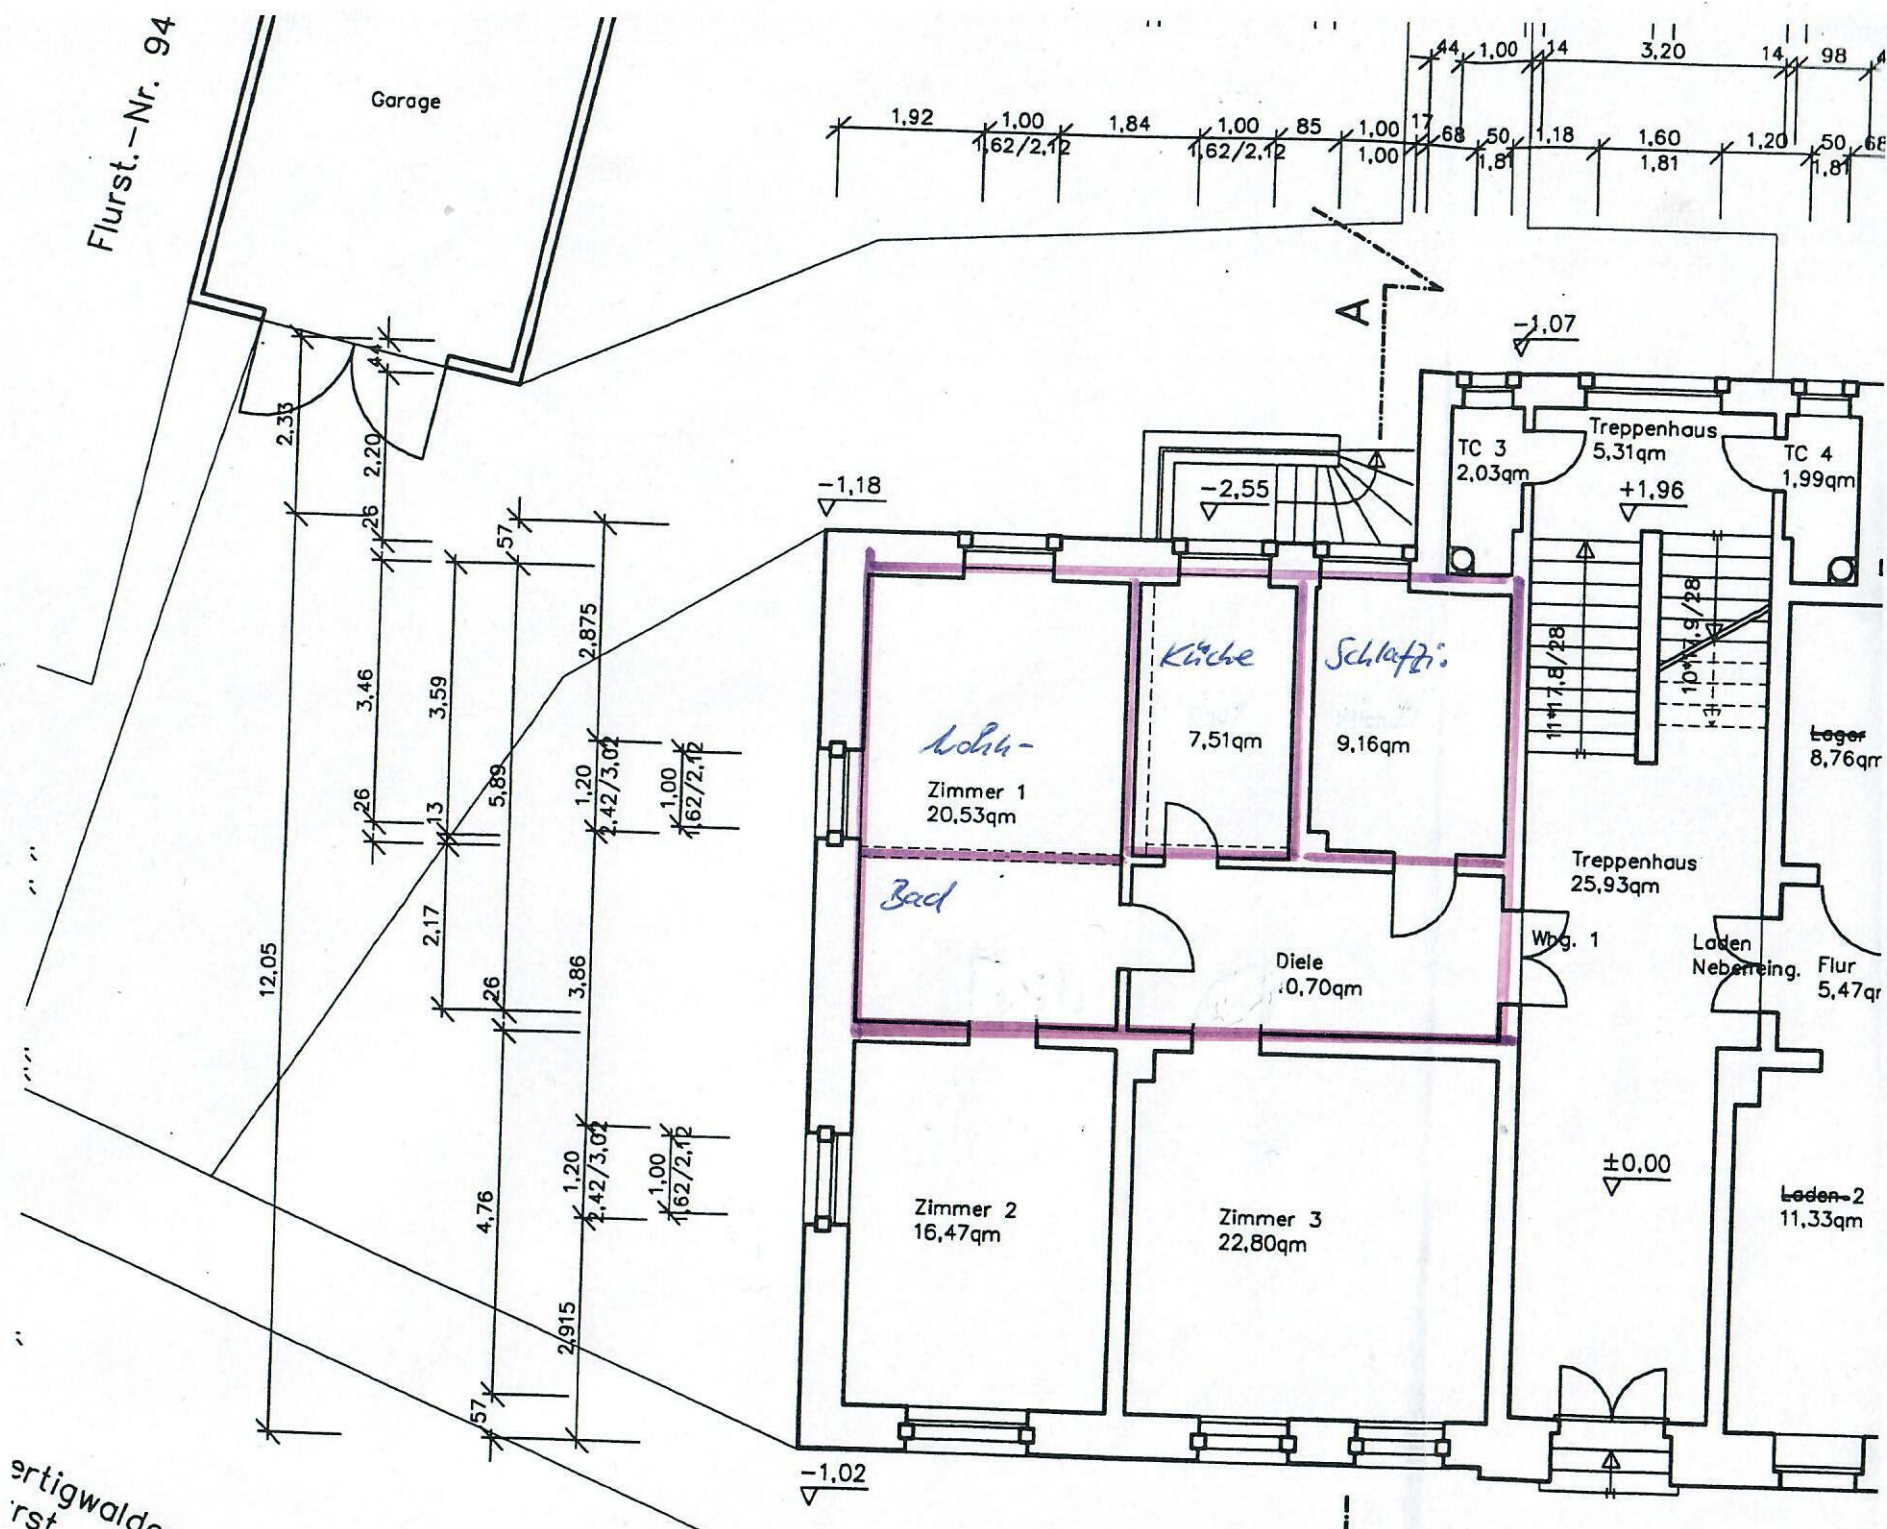 Flurst.-Nr. 94
Garage
44
1,00
14
3,20
14
98
4
1,92
1,00
1,84
1,00
85
1,00
17
68
50
1,18
1,60
1,20
50
68
1,62/2,12
1,62/2,12
1,00
1,81
1,81
1,81
A
-1,07
44
2,33
2,20
26
57
-1,18
-2,55
TC 3
2,03qm
Treppenhaus
5,31qm
+1,96
TC 4
1,99qm
2,875
3,46
3,59
5,89
1,20
2,42/3,02
1,00
1,62/2,12
26
13
Küche
7,51qm
Schlafzi.
9,16qm
Wohn-
Zimmer 1
20,53qm
11*17,8/28
Lager
8,76qm
Bad
Treppenhaus
25,93qm
2,17
12,05
26
3,86
Diele
0,70qm
Whg. 1
Laden
Nebeneing.
Flur
5,47q
1,20
2,42/3,02
1,00
1,62/2,12
4,76
Zimmer 2
16,47qm
Zimmer 3
22,80qm
±0,00
Laden 2
11,33qm
2,915
57
-1,02
ertigwald
rst